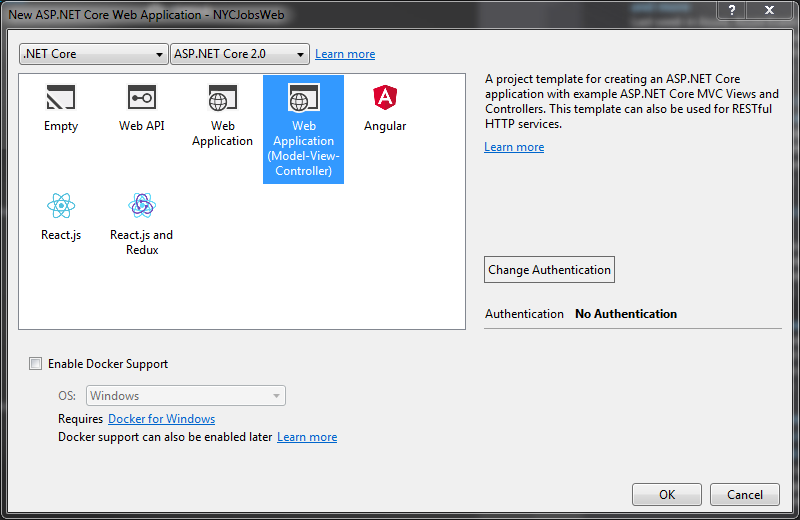 New ASP.NET Core Web Application - NYCJobsWeb
.NET Core
ASP.NET Core 2.0
Learn more
Empty
Web API
Web
Application
Web
Application
(Model-View-
Controller)
Angular
React.js
React.js and
Redux
A project template for creating an ASP.NET Core
application with example ASP.NET Core MVC Views and
Controllers. This template can also be used for RESTful
HTTP services.
Learn more
Change Authentication
Authentication No Authentication
Enable Docker Support
OS: Windows
Requires Docker for Windows
Docker support can also be enabled later Learn more
OK
Cancel